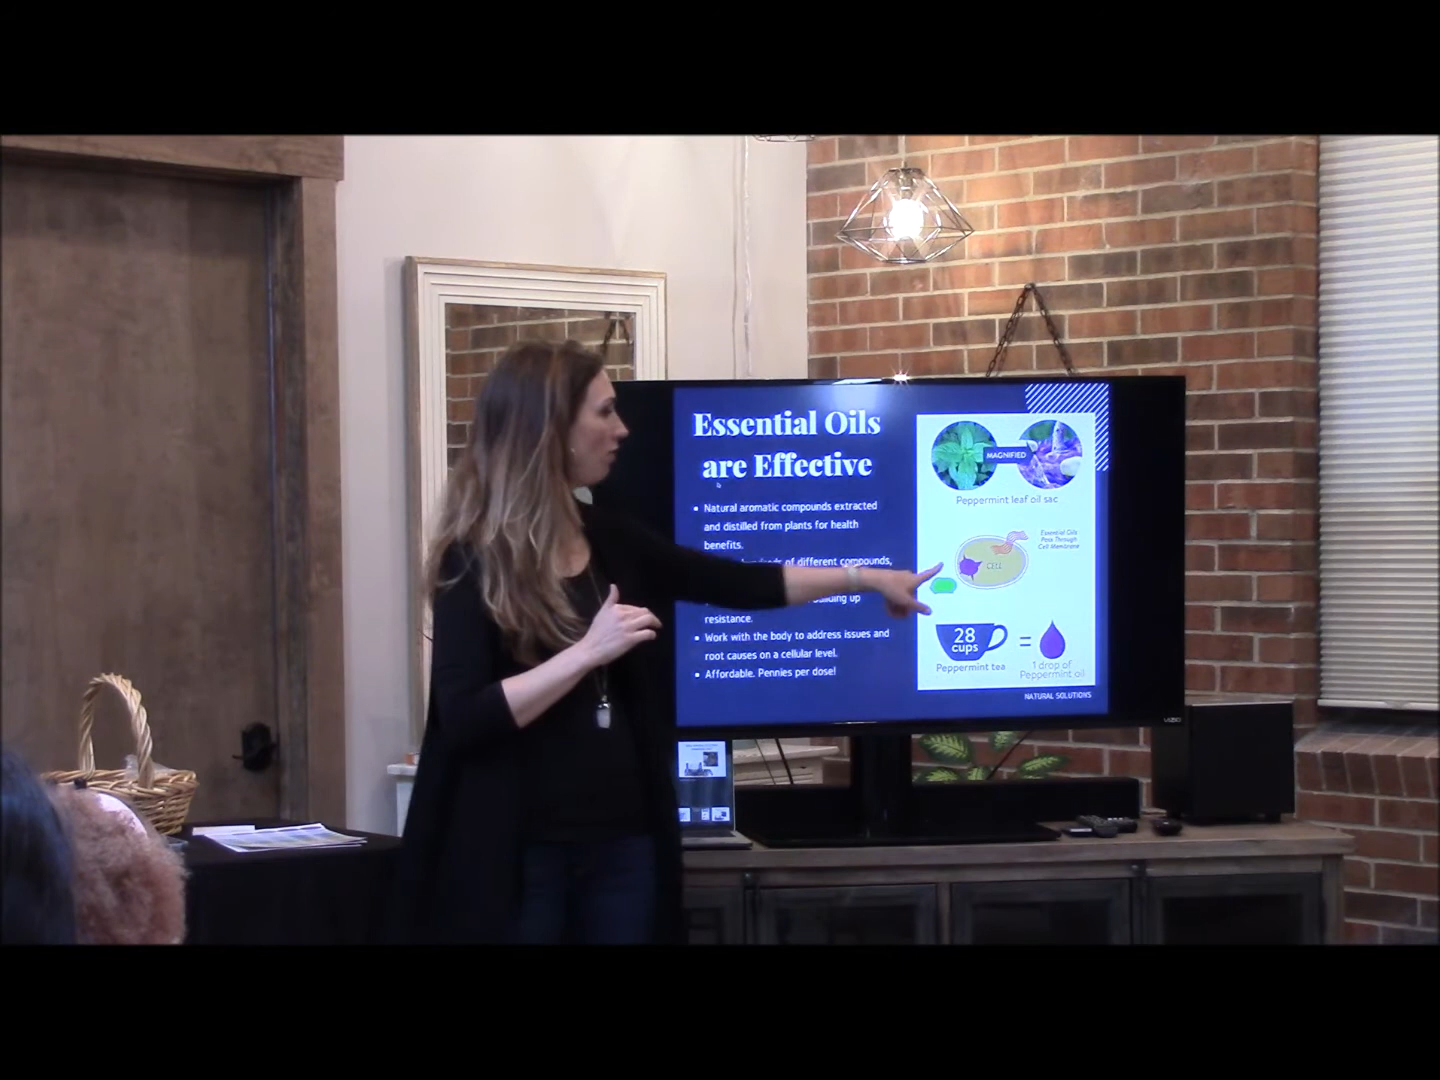 Essential Oils
are Effective
• Natural aromatic compounds extracted
and distilled from plants for health
benefits.
of different compounds,
building up
resistance.
• Work with the body to address issues and
root causes on a cellular level.
• Affordable. Pennies per dose!
MAGNIFIED
Peppermint leaf oil sac
Essential Oils
Pass Through
Cell Membrane
CELL
28
cups
=
Peppermint tea
1 drop of
Peppermint oil
NATURAL SOLUTIONS
VIZIO